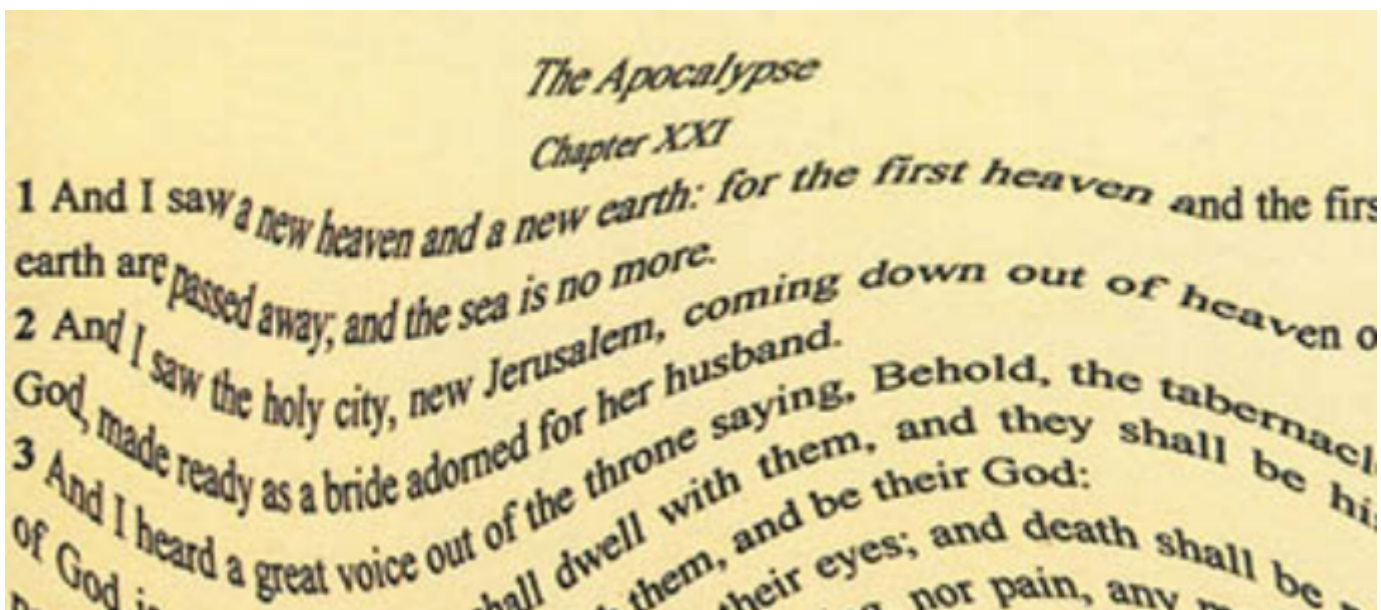 The Apocalypse
Chapter XXI
1 And I saw a new heaven and a new earth: for the first heaven and the firs
earth are passed away; and the sea is no more.
2 And I saw the holy city, new Jerusalem, coming down out of heaven o
God, made ready as a bride adorned for her husband.
3 And I heard a great voice out of the throne saying, Behold, the tabernacl
of God is hall dwell with them, and they shall be his
them, and be their God:
their eyes; and death shall be
nor pain, any